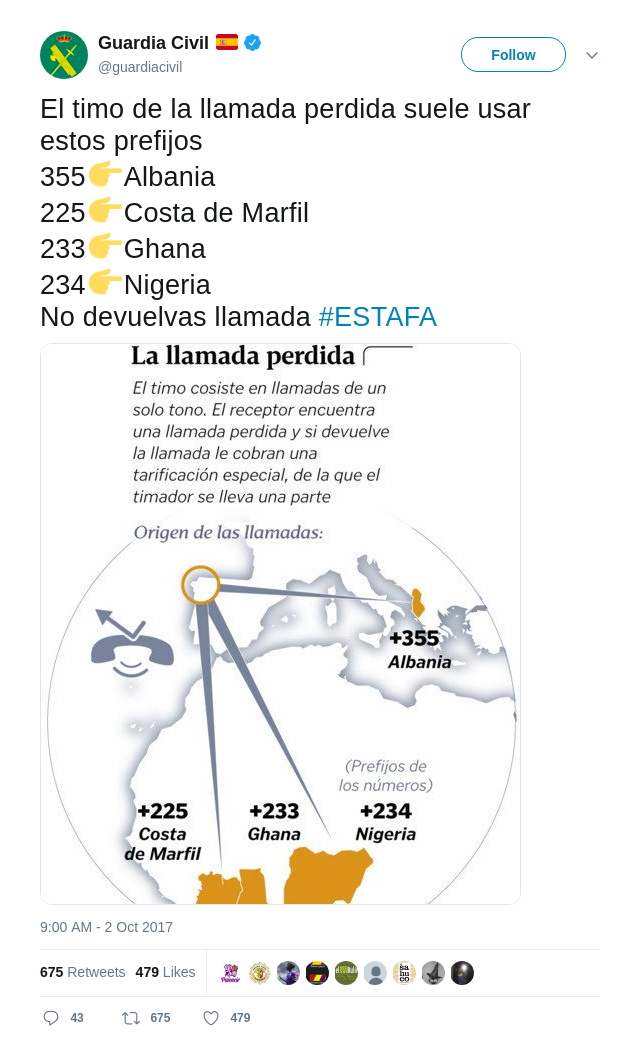 Guardia Civil
@guardiacivil
Follow
El timo de la llamada perdida suele usar
estos prefijos
355👉Albania
225👉Costa de Marfil
233👉Ghana
234👉Nigeria
No devuelvas llamada #ESTAFA
La llamada perdida
El timo cosiste en llamadas de un
solo tono. El receptor encuentra
una llamada perdida y si devuelve
la llamada le cobran una
tarificación especial, de la que el
timador se lleva una parte
Origen de las llamadas:
+355
Albania
(Prefijos de
los números)
+225 +233 +234
Costa Ghana Nigeria
de Marfil
9:00 AM - 2 Oct 2017
675 Retweets 479 Likes
43 675 479